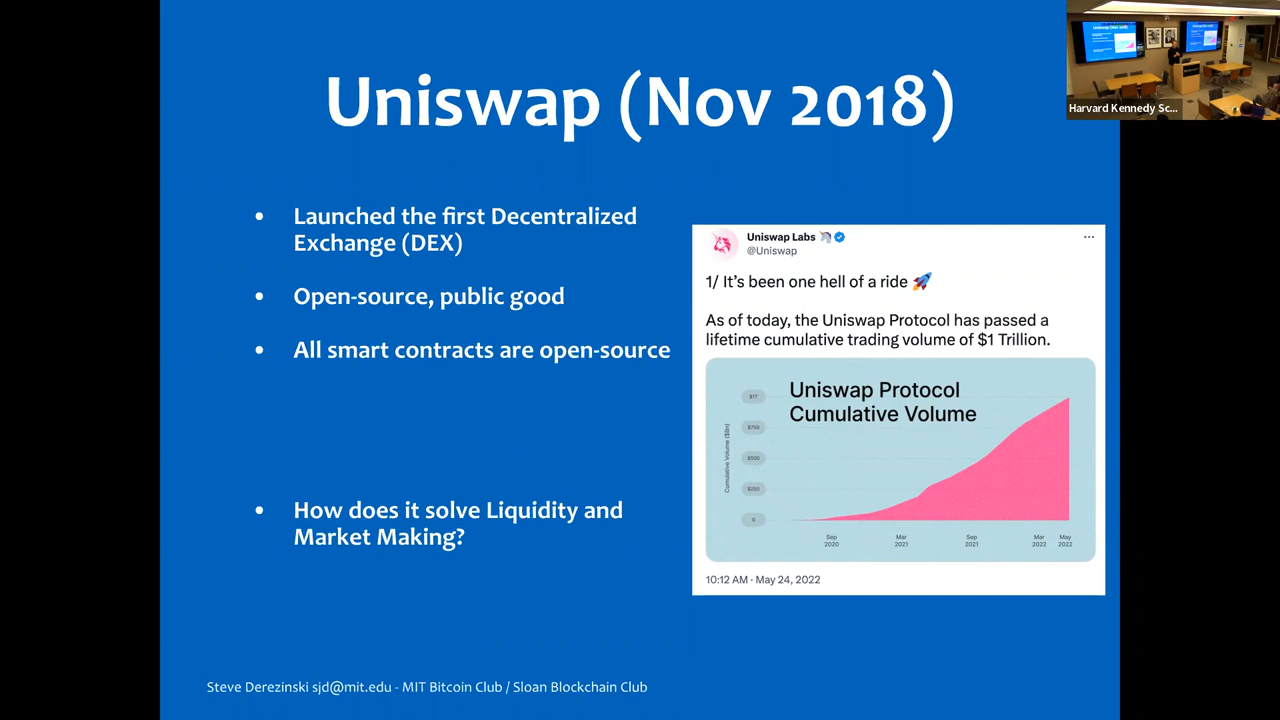 Uniswap (Nov 2018)
Harvard Kennedy Sc...
• Launched the first Decentralized
Exchange (DEX)
• Open-source, public good
• All smart contracts are open-source
• How does it solve Liquidity and
Market Making?
Uniswap Labs
@Uniswap
1/ It's been one hell of a ride 🚀
As of today, the Uniswap Protocol has passed a
lifetime cumulative trading volume of $1 Trillion.
Uniswap Protocol
Cumulative Volume
Cumulative Volume ($Bn)
$1T
$750
$500
$250
0
Sep
2020
Mar
2021
Sep
2021
Mar
2022
May
2022
10:12 AM · May 24, 2022
Steve Derezinski sjd@mit.edu - MIT Bitcoin Club / Sloan Blockchain Club